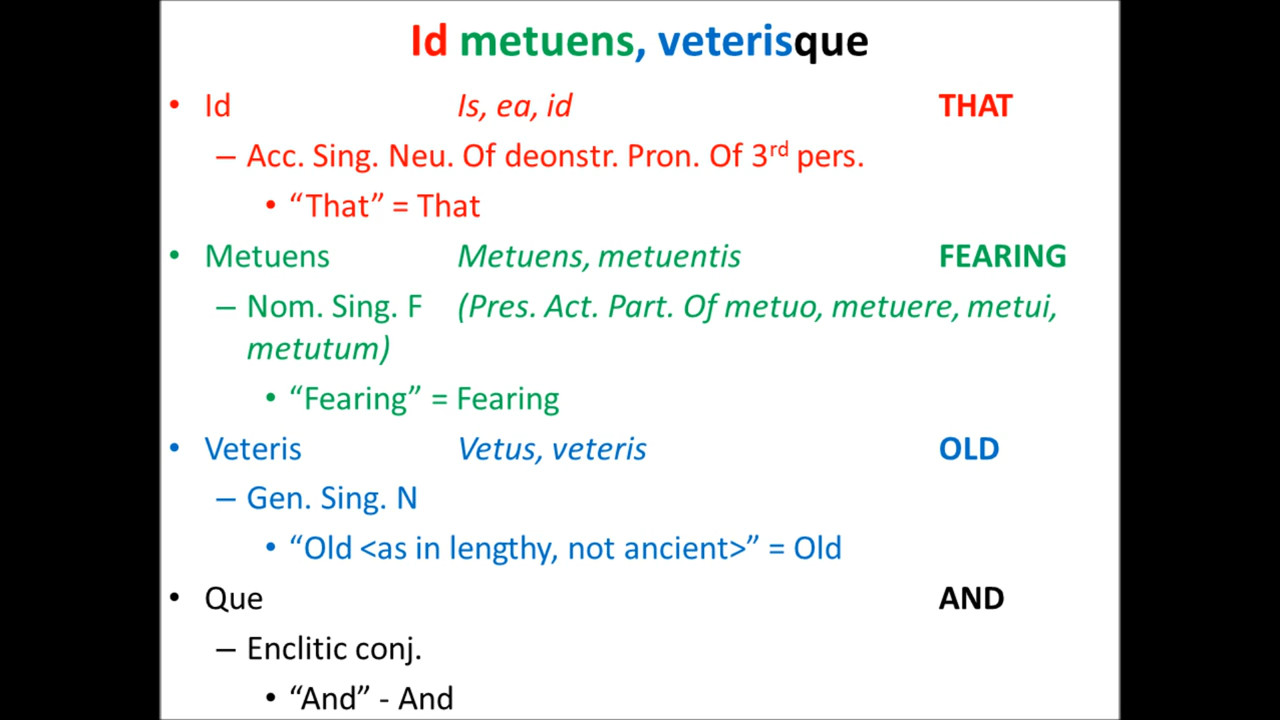 Id metuens, veterisque
• Id Is, ea, id THAT
– Acc. Sing. Neu. Of deonstr. Pron. Of 3rd pers.
• “That” = That
• Metuens Metuens, metuentis FEARING
– Nom. Sing. F (Pres. Act. Part. Of metuo, metuere, metui,
metutum)
• “Fearing” = Fearing
• Veteris Vetus, veteris OLD
– Gen. Sing. N
• “Old <as in lengthy, not ancient>” = Old
• Que AND
– Enclitic conj.
• “And” - And